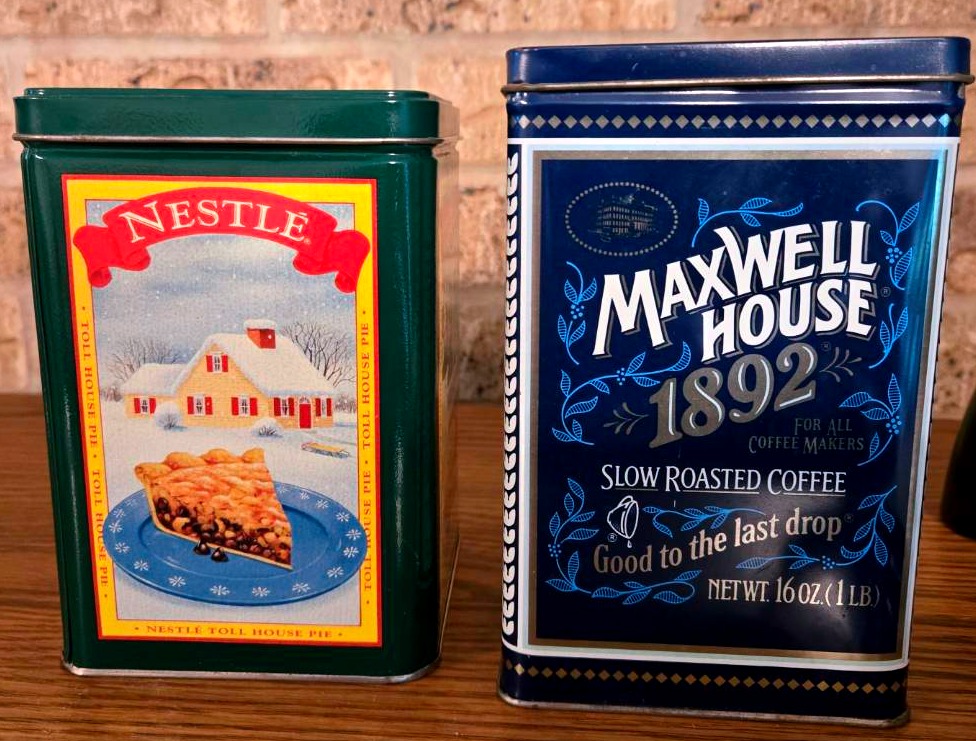 NESTLÉ®
• TOLL HOUSE PIE • TOLL HOUSE PIE •
• TOLL HOUSE PIE • TOLL HOUSE PIE •
• NESTLÉ TOLL HOUSE PIE •
MAXWELL
HOUSE®
1892®
FOR ALL
COFFEE MAKERS
SLOW ROASTED COFFEE
Good to the last drop®
NET WT. 16 OZ. (1 LB.)